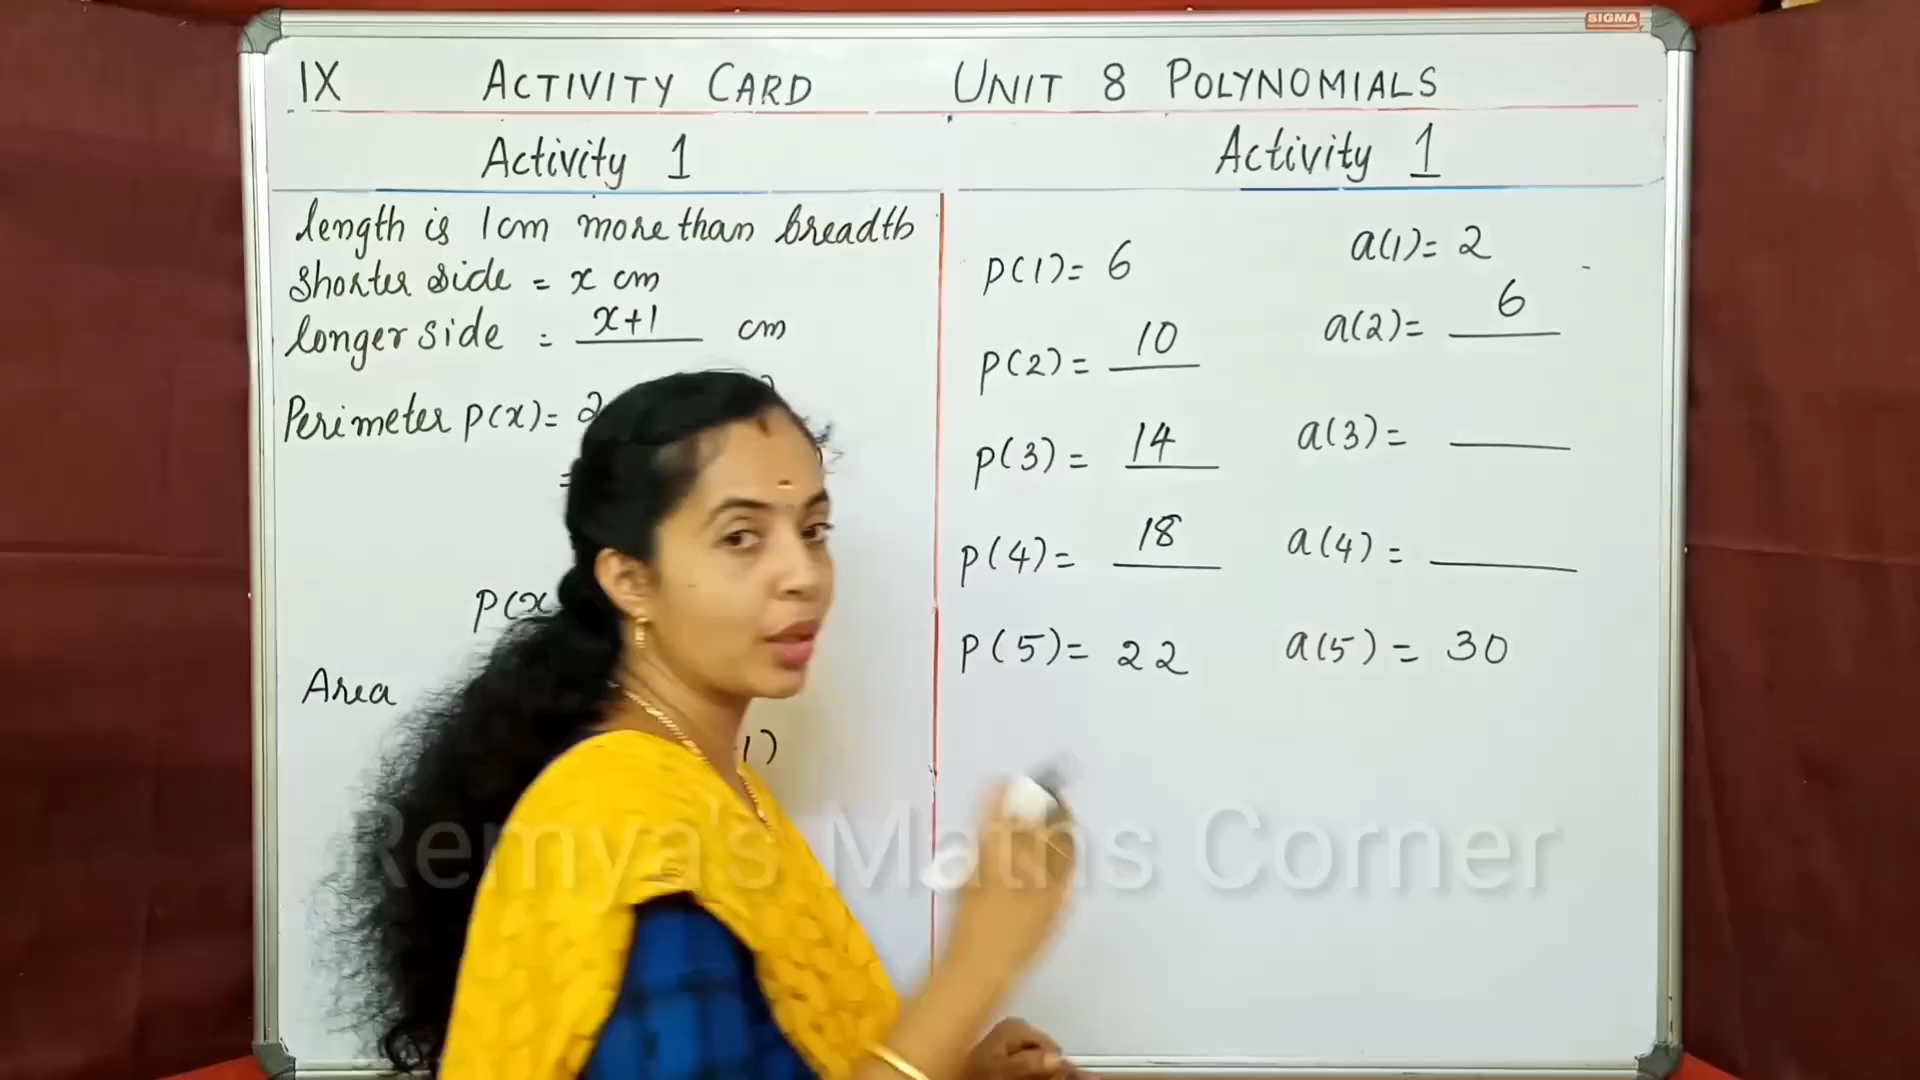 SIGMA
IX ACTIVITY CARD UNIT 8 POLYNOMIALS
Activity 1
length is 1cm more than breadth
shorter side = x cm
longer side = x+1 cm
Perimeter P(x)= 2
=
P(x
Area
1)
Activity 1
P(1)= 6 a(1)= 2
P(2)= 10 a(2)= 6
P(3)= 14 a(3)=
P(4)= 18 a(4)=
P(5)= 22 a(5)= 30
Remya's Maths Corner